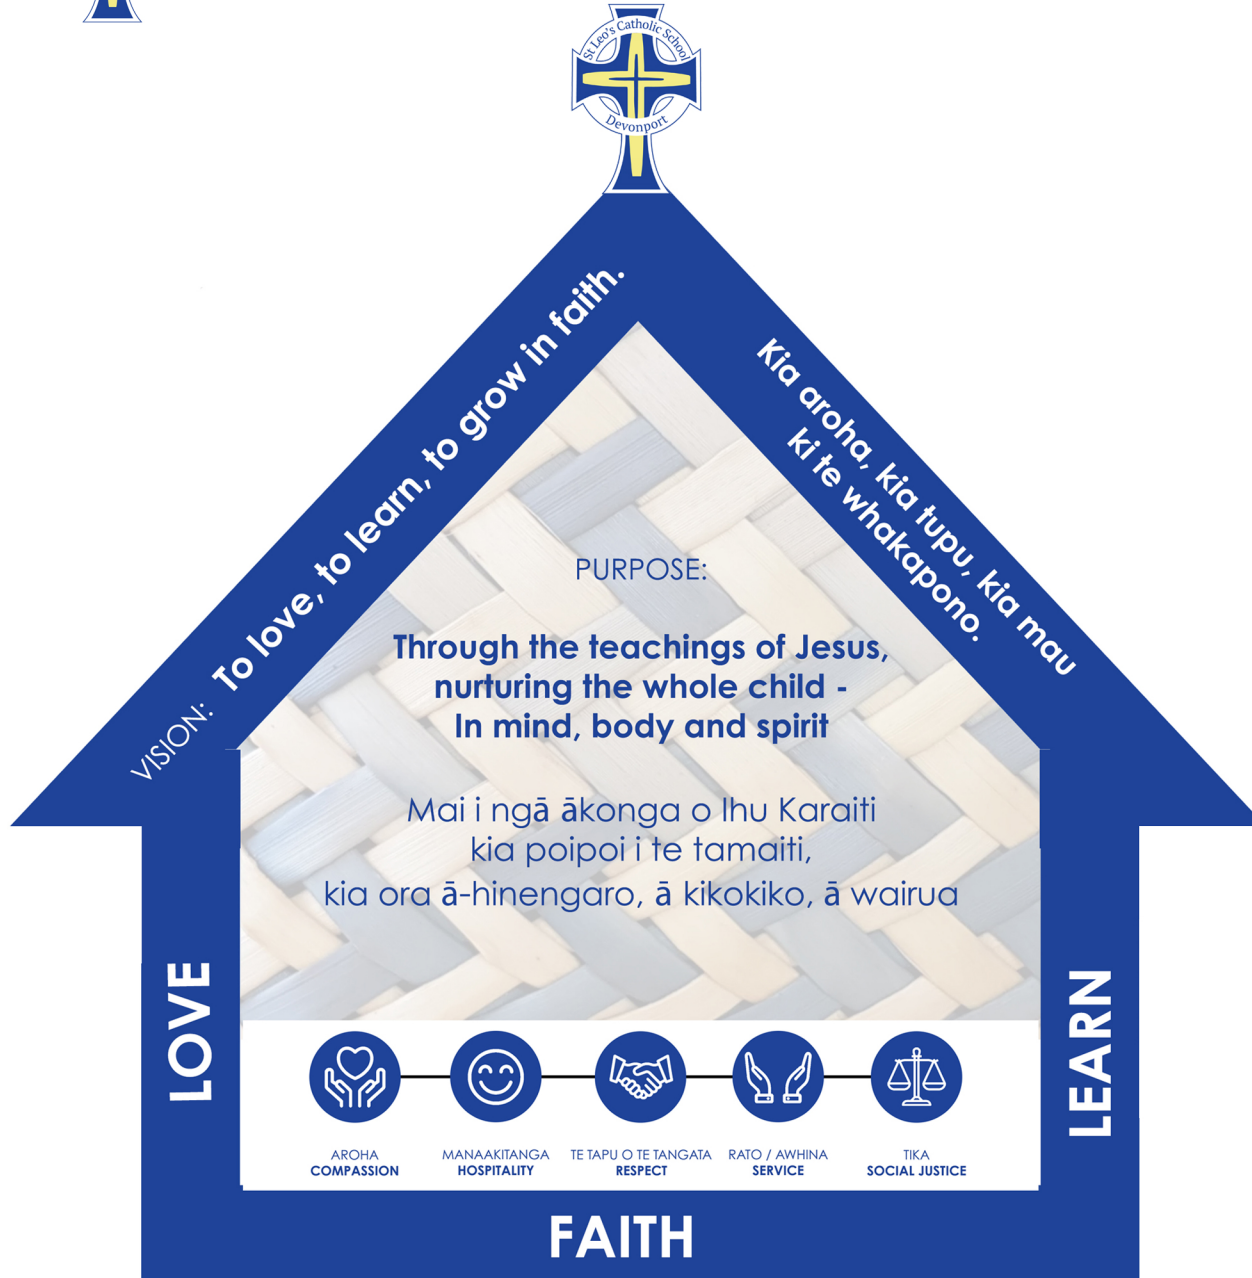 St Leo's Catholic School
Devonport
VISION: To love, to learn, to grow in faith.
Kia aroha, kia tupu, kia mau
ki te whakapono.
PURPOSE:
Through the teachings of Jesus,
nurturing the whole child -
In mind, body and spirit
Mai i ngā ākonga o Ihu Karaiti
kia poipoi i te tamaiti,
kia ora ā-hinengaro, ā kikokiko, ā wairua
LOVE
LEARN
AROHA
COMPASSION
MANAAKITANGA
HOSPITALITY
TE TAPU O TE TANGATA
RESPECT
RATO / AWHINA
SERVICE
TIKA
SOCIAL JUSTICE
FAITH